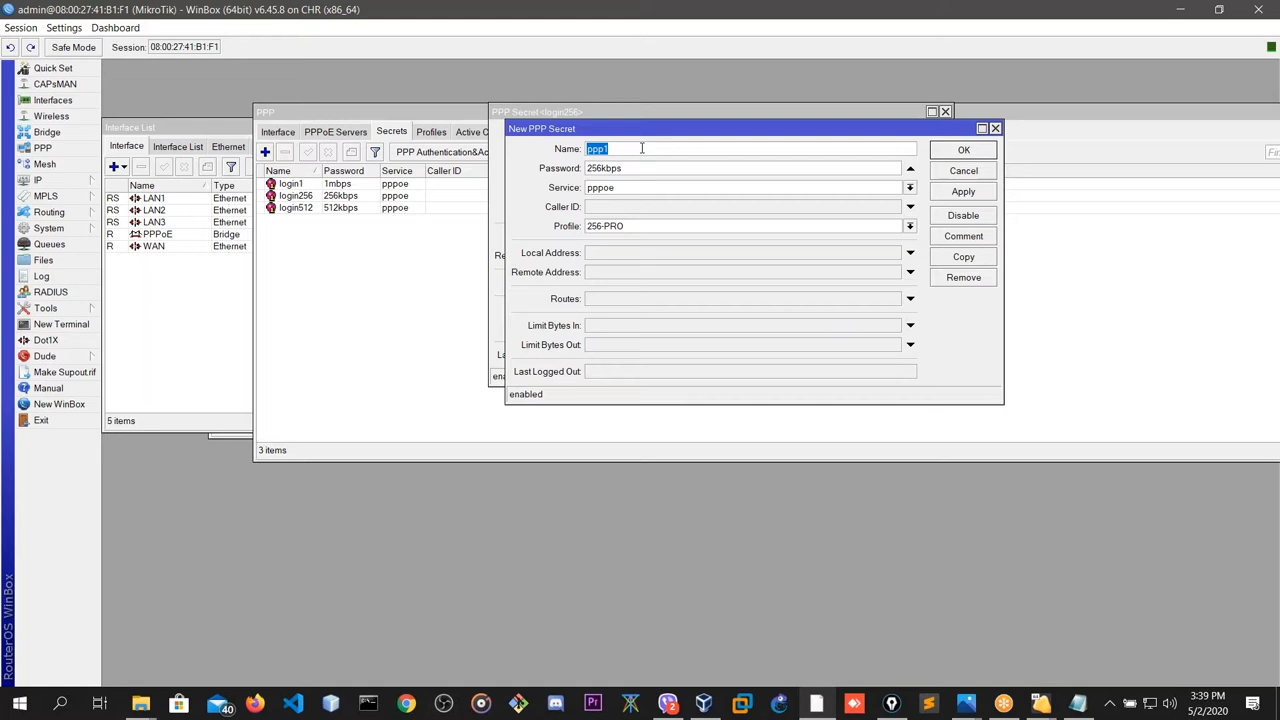 admin@08:00:27:41:B1:F1 (MikroTik) - WinBox (64bit) v6.45.8 on CHR (x86_64)
Session Settings Dashboard
Safe Mode Session: 08:00:27:41:B1:F1
Quick Set
CAPsMAN
Interfaces
Wireless
Bridge
PPP
Mesh
IP
MPLS
Routing
System
Queues
Files
Log
RADIUS
Tools
New Terminal
Dot1X
Dude
Make Supout.rif
Manual
New WinBox
Exit
RouterOS WinBox
Interface List
Interface Interface List Ethernet
Name Type
RS LAN1 Ethernet
RS LAN2 Ethernet
RS LAN3 Ethernet
R PPPoE Bridge
R WAN Ethernet
5 items
PPP
Interface PPPoE Servers Secrets Profiles Active C
PPP Authentication&Ac
Name Password Service Caller ID
login1 1mbps pppoe
login256 256kbps pppoe
login512 512kbps pppoe
3 items
PPP Secret <login256>
New PPP Secret
Name: ppp1
Password: 256kbps
Service: pppoe
Caller ID:
Profile: 256-PRO
Local Address:
Remote Address:
Routes:
Limit Bytes In:
Limit Bytes Out:
Last Logged Out:
enabled
OK
Cancel
Apply
Disable
Comment
Copy
Remove
40
2
3:39 PM
5/2/2020